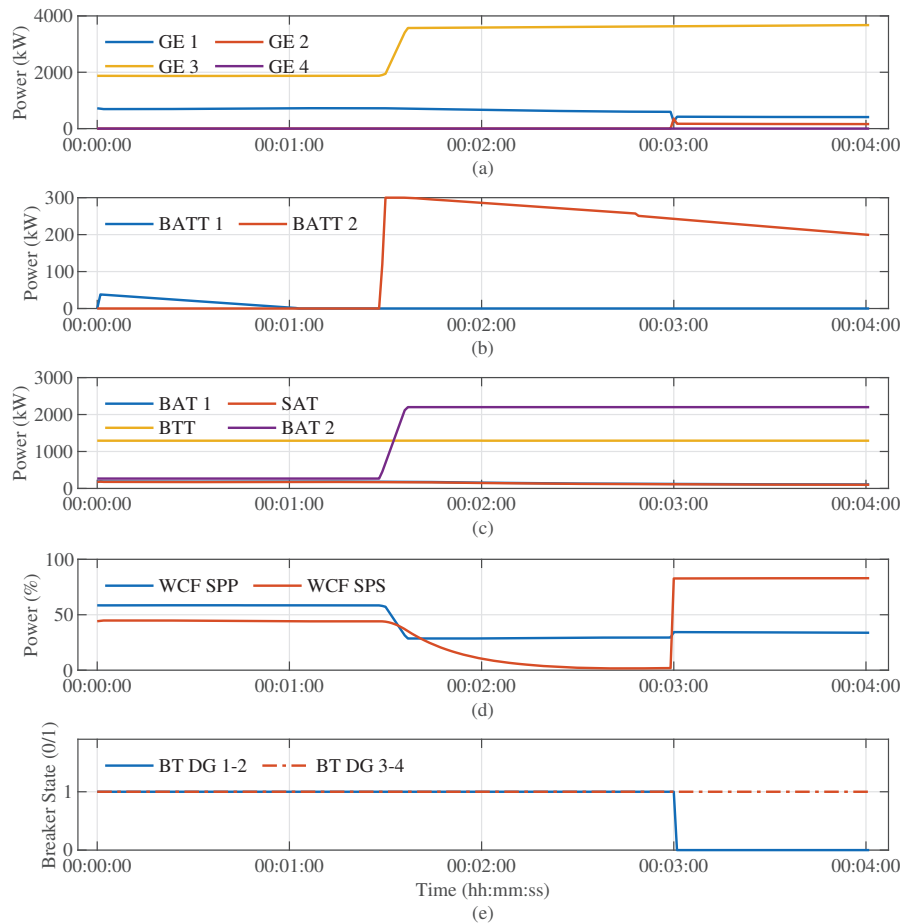 4000
2000
0
Power (kW)
GE 1 GE 2
GE 3 GE 4
00:00:00 00:01:00 00:02:00 00:03:00 00:04:00
(a)
300
200
100
0
Power (kW)
BATT 1 BATT 2
00:00:00 00:01:00 00:02:00 00:03:00 00:04:00
(b)
3000
2000
1000
0
Power (kW)
BAT 1 SAT
BTT BAT 2
00:00:00 00:01:00 00:02:00 00:03:00 00:04:00
(c)
100
50
0
Power (%)
WCF SPP WCF SPS
00:00:00 00:01:00 00:02:00 00:03:00 00:04:00
(d)
1
0
Breaker State (0/1)
BT DG 1-2 BT DG 3-4
00:00:00 00:01:00 00:02:00 00:03:00 00:04:00
Time (hh:mm:ss)
(e)